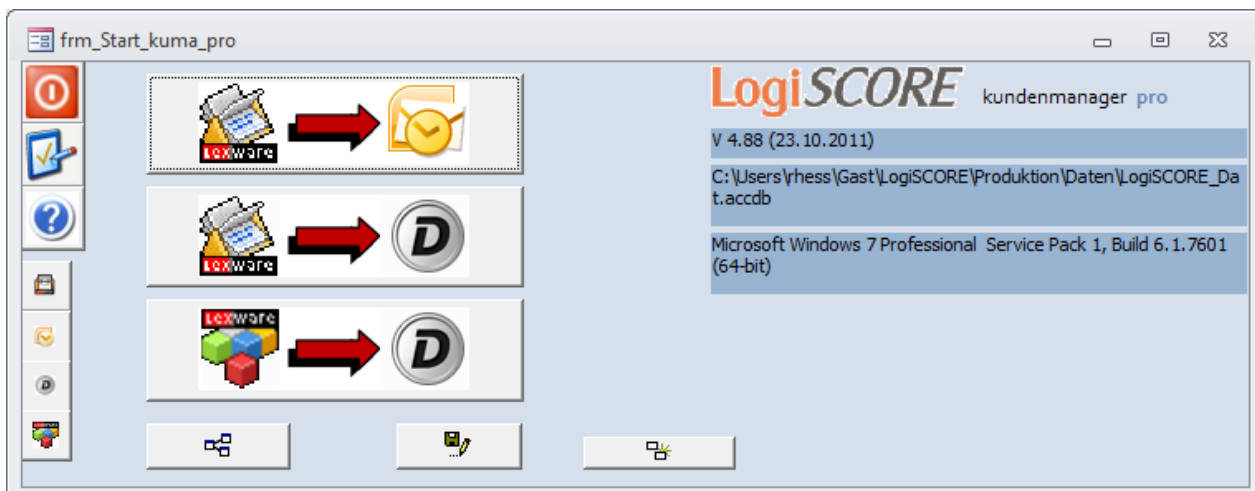 frm_Start_kuma_pro
LogiSCORE kundenmanager pro
V 4.88 (23.10.2011)
C:\Users\rhess\Gast\LogiSCORE\Produktion\Daten\LogiSCORE_Da
t.accdb
Microsoft Windows 7 Professional Service Pack 1, Build 6.1.7601
(64-bit)
LEXware
D
LEXware
D
LEXware
D